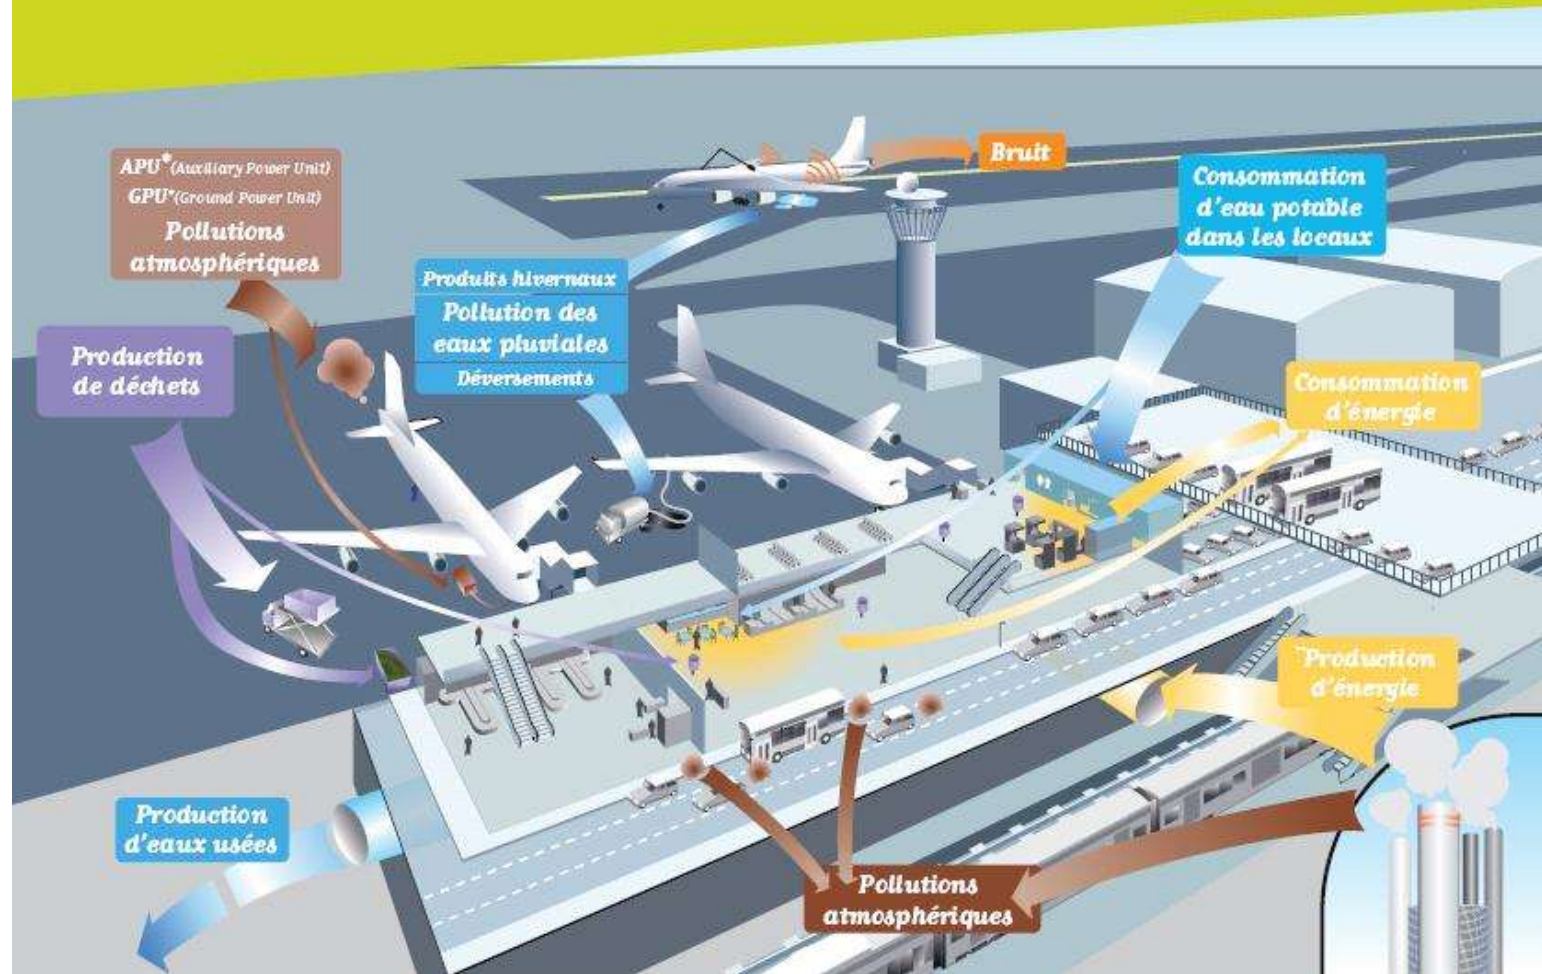 APU*(Auxiliary Power Unit)
GPU*(Ground Power Unit)
Pollutions
atmosphériques
Bruit
Consommation
d'eau potable
dans les locaux
Produits hivernaux
Pollution des
eaux pluviales
Déversements
Production
de déchets
Consommation
d'énergie
Production
d'énergie
Production
d'eaux usées
Pollutions
atmosphériques